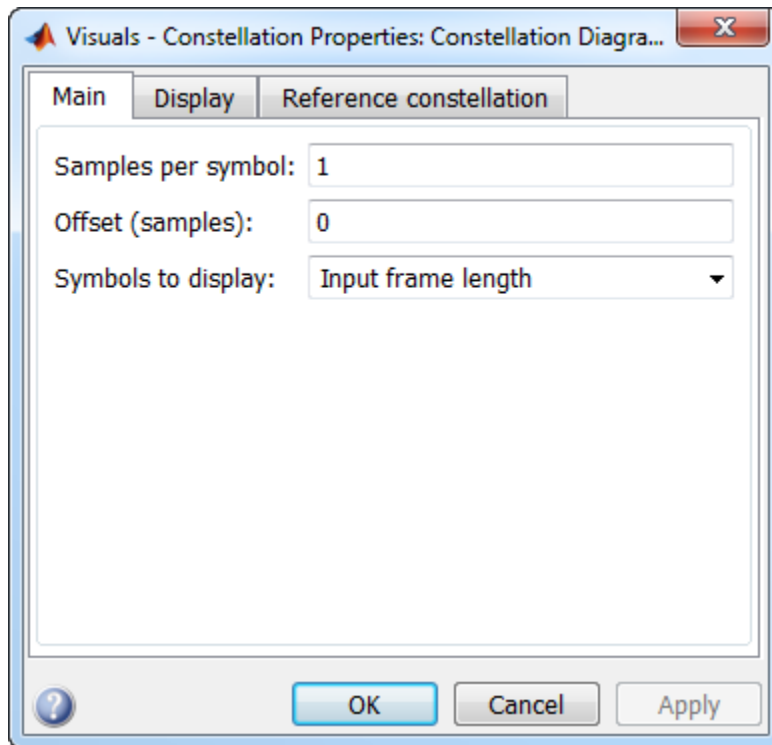 Visuals - Constellation Properties: Constellation Diagra...
Main Display Reference constellation
Samples per symbol: 1
Offset (samples): 0
Symbols to display: Input frame length
OK Cancel Apply